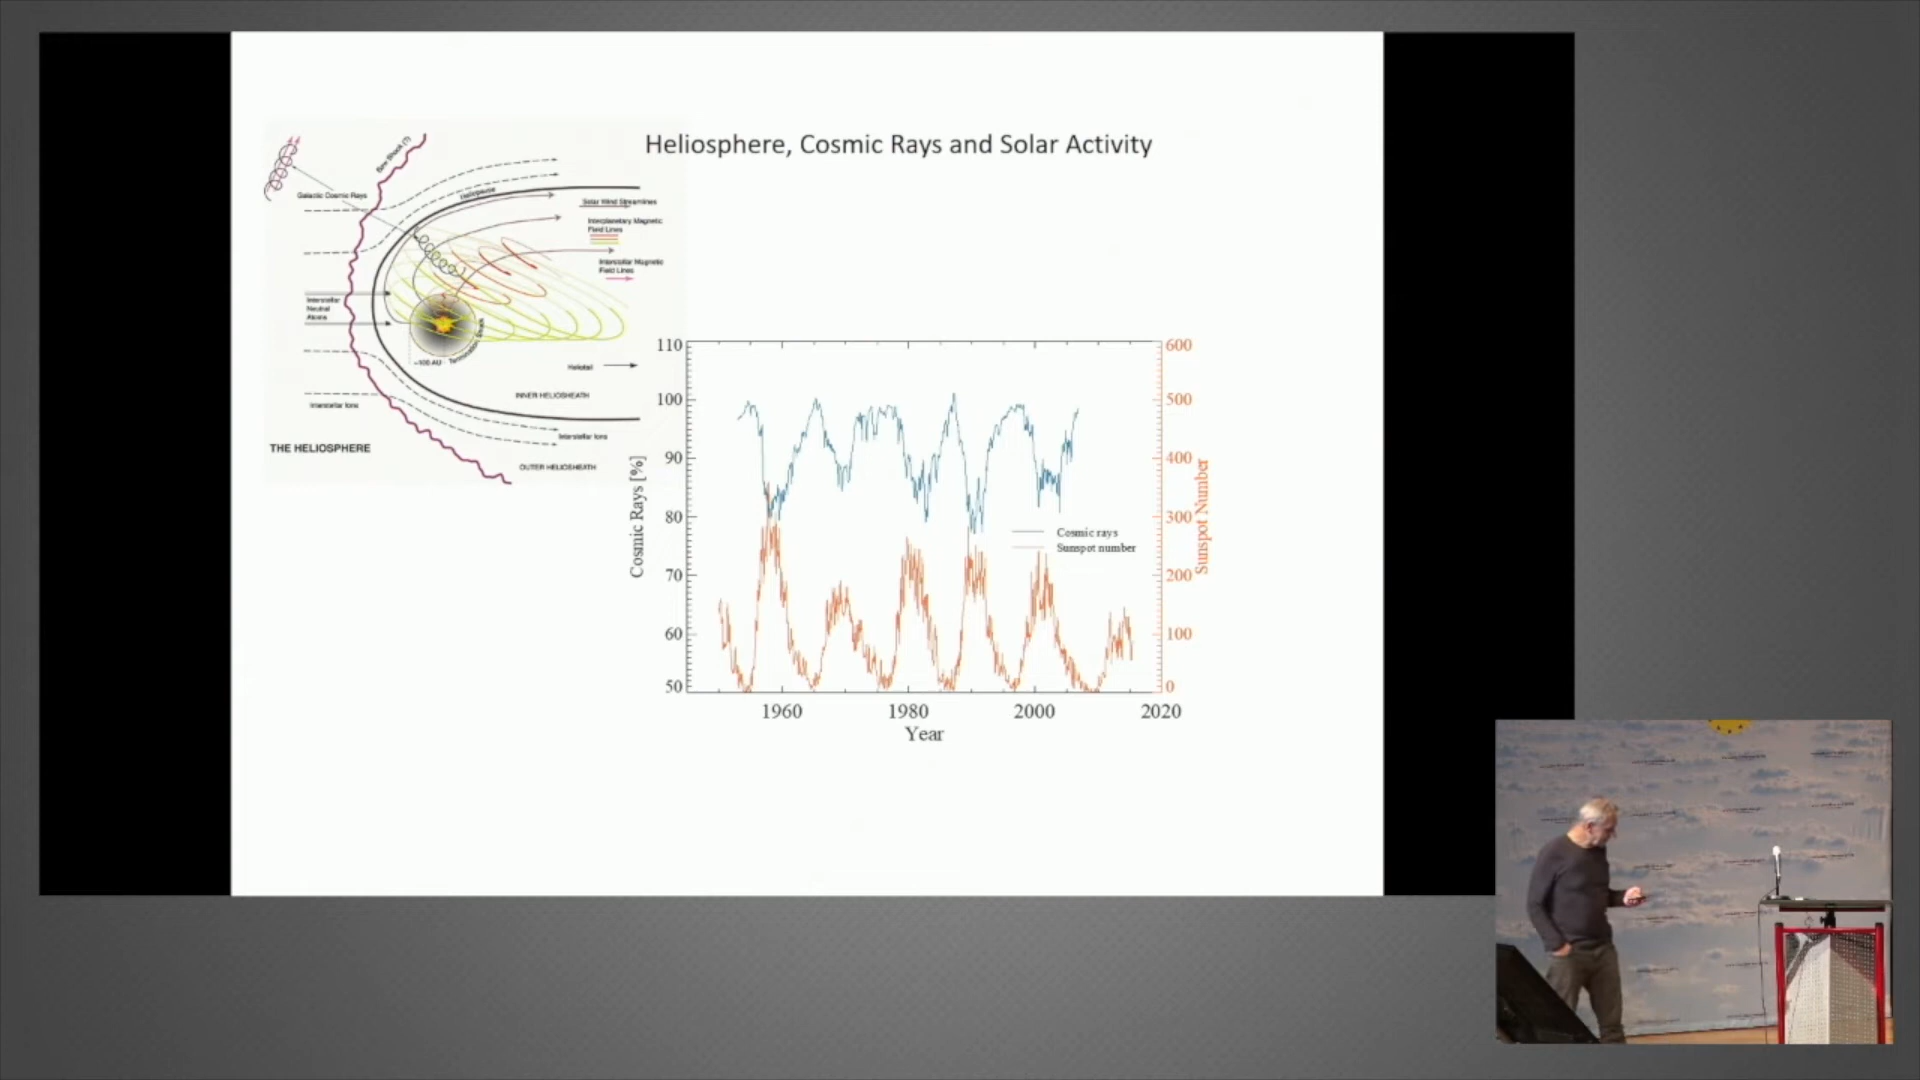 Heliosphere, Cosmic Rays and Solar Activity
Bow Shock (?)
Galactic Cosmic Rays
Heliopause
Solar Wind Streamlines
Interplanetary Magnetic
Field Lines
Interstellar Magnetic
Field Lines
Interstellar
Neutral
Atoms
Termination Shock
~100 AU
Heliotail
INNER HELIOSHEATH
Interstellar Ions
Interstellar Ions
THE HELIOSPHERE
OUTER HELIOSHEATH
110
100
90
80
70
60
50
Cosmic Rays [%]
600
500
400
300
200
100
0
Sunspot Number
Cosmic rays
Sunspot number
1960
1980
2000
2020
Year